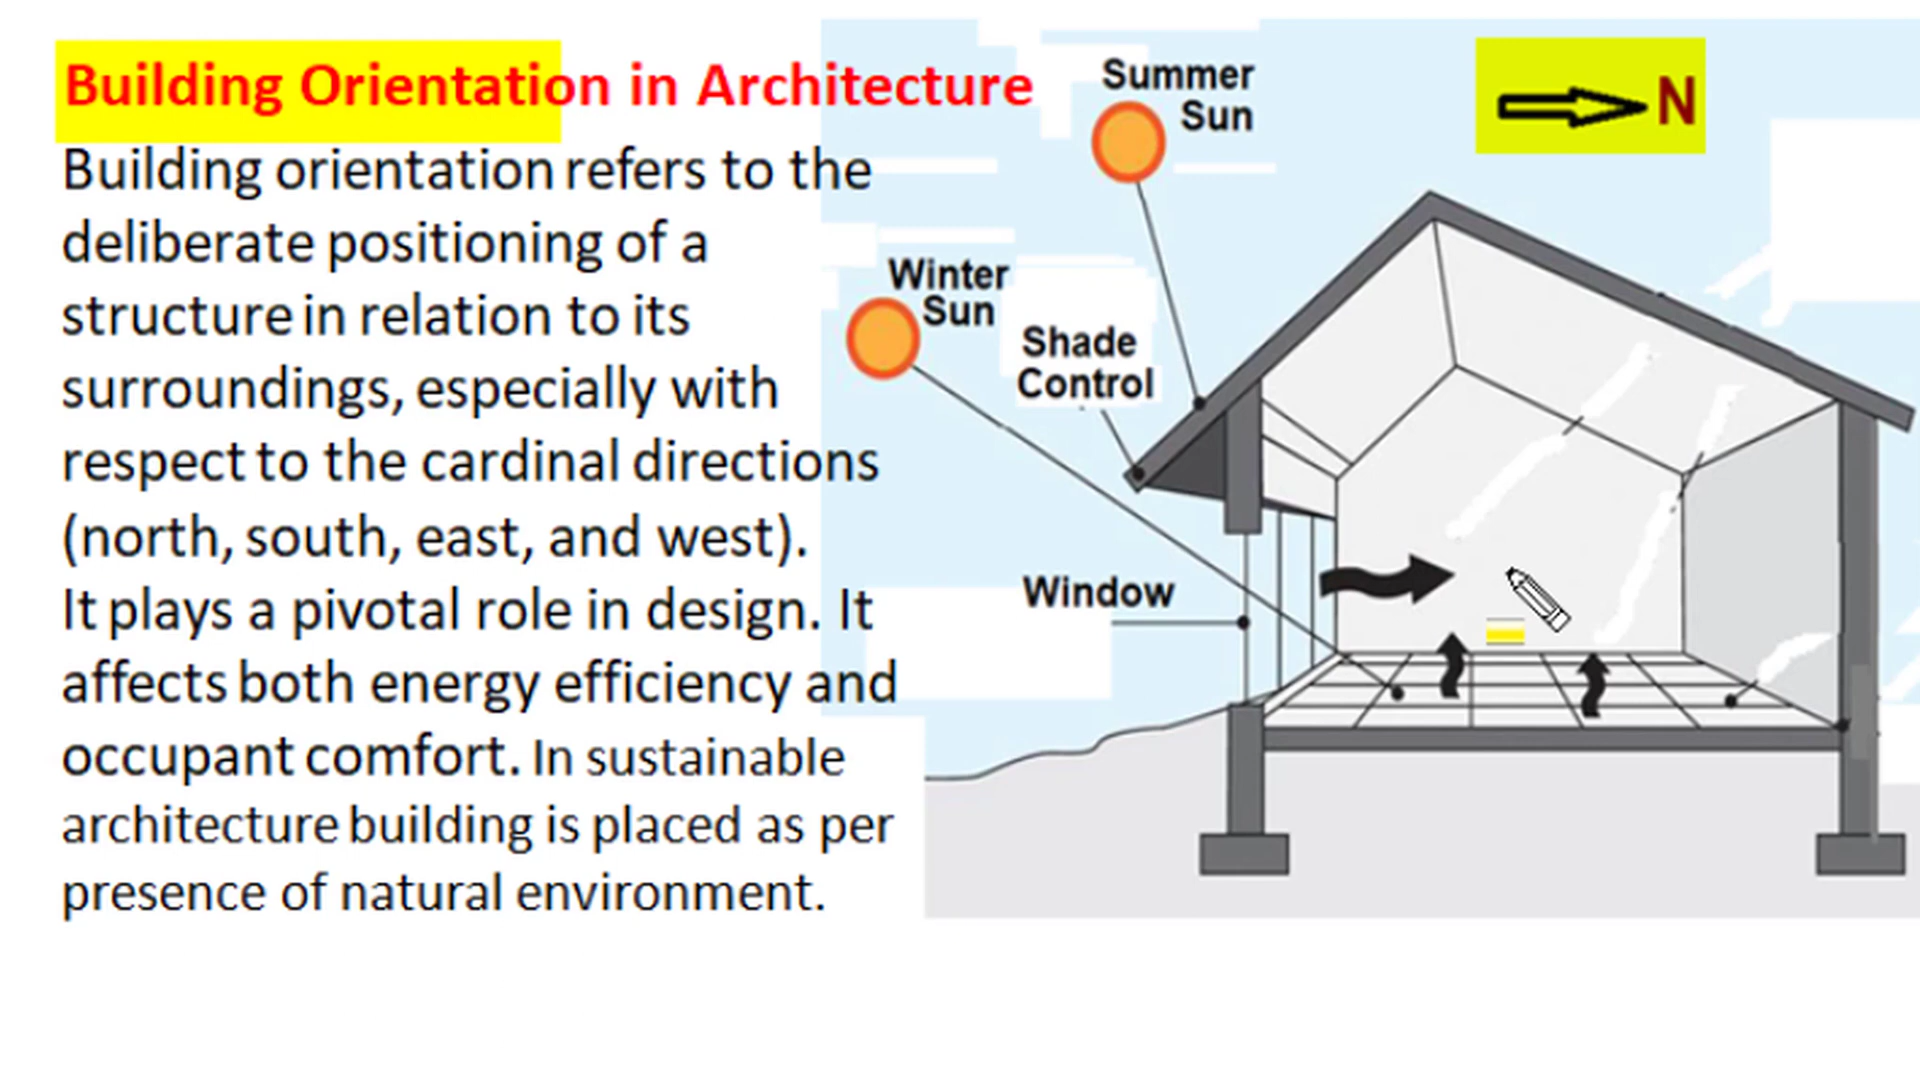 Building Orientation in Architecture
Building orientation refers to the
deliberate positioning of a
structure in relation to its
surroundings, especially with
respect to the cardinal directions
(north, south, east, and west).
It plays a pivotal role in design. It
affects both energy efficiency and
occupant comfort. In sustainable
architecture building is placed as per
presence of natural environment.
Summer
Sun
N
Winter
Sun
Shade
Control
Window